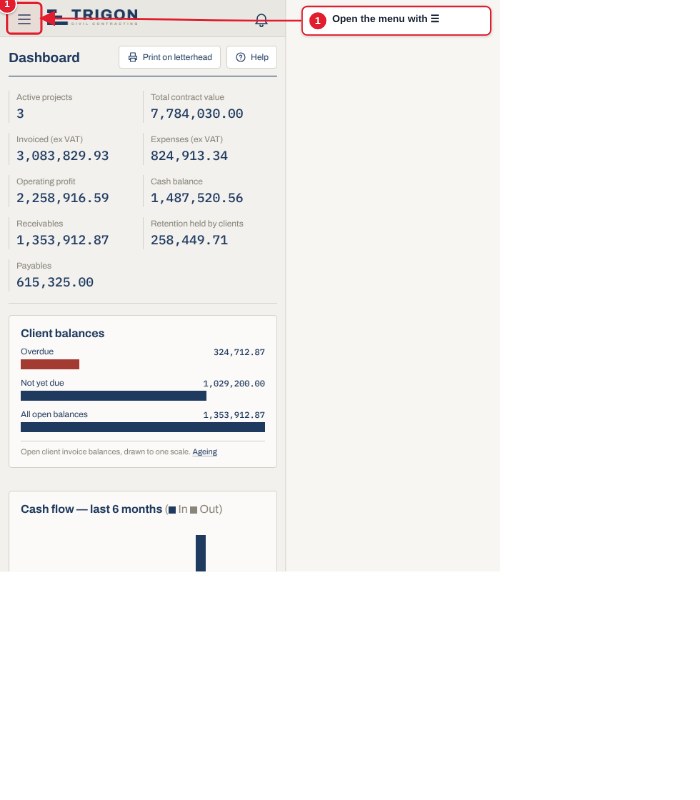 1
TRIGON
CIVIL CONTRACTING
1 Open the menu with ☰
Dashboard
Print on letterhead
Help
Active projects
3
Total contract value
7,784,030.00
Invoiced (ex VAT)
3,083,829.93
Expenses (ex VAT)
824,913.34
Operating profit
2,258,916.59
Cash balance
1,487,520.56
Receivables
1,353,912.87
Retention held by clients
258,449.71
Payables
615,325.00
Client balances
Overdue 324,712.87
Not yet due 1,029,200.00
All open balances 1,353,912.87
Open client invoice balances, drawn to one scale. Ageing
Cash flow — last 6 months (■ In ■ Out)